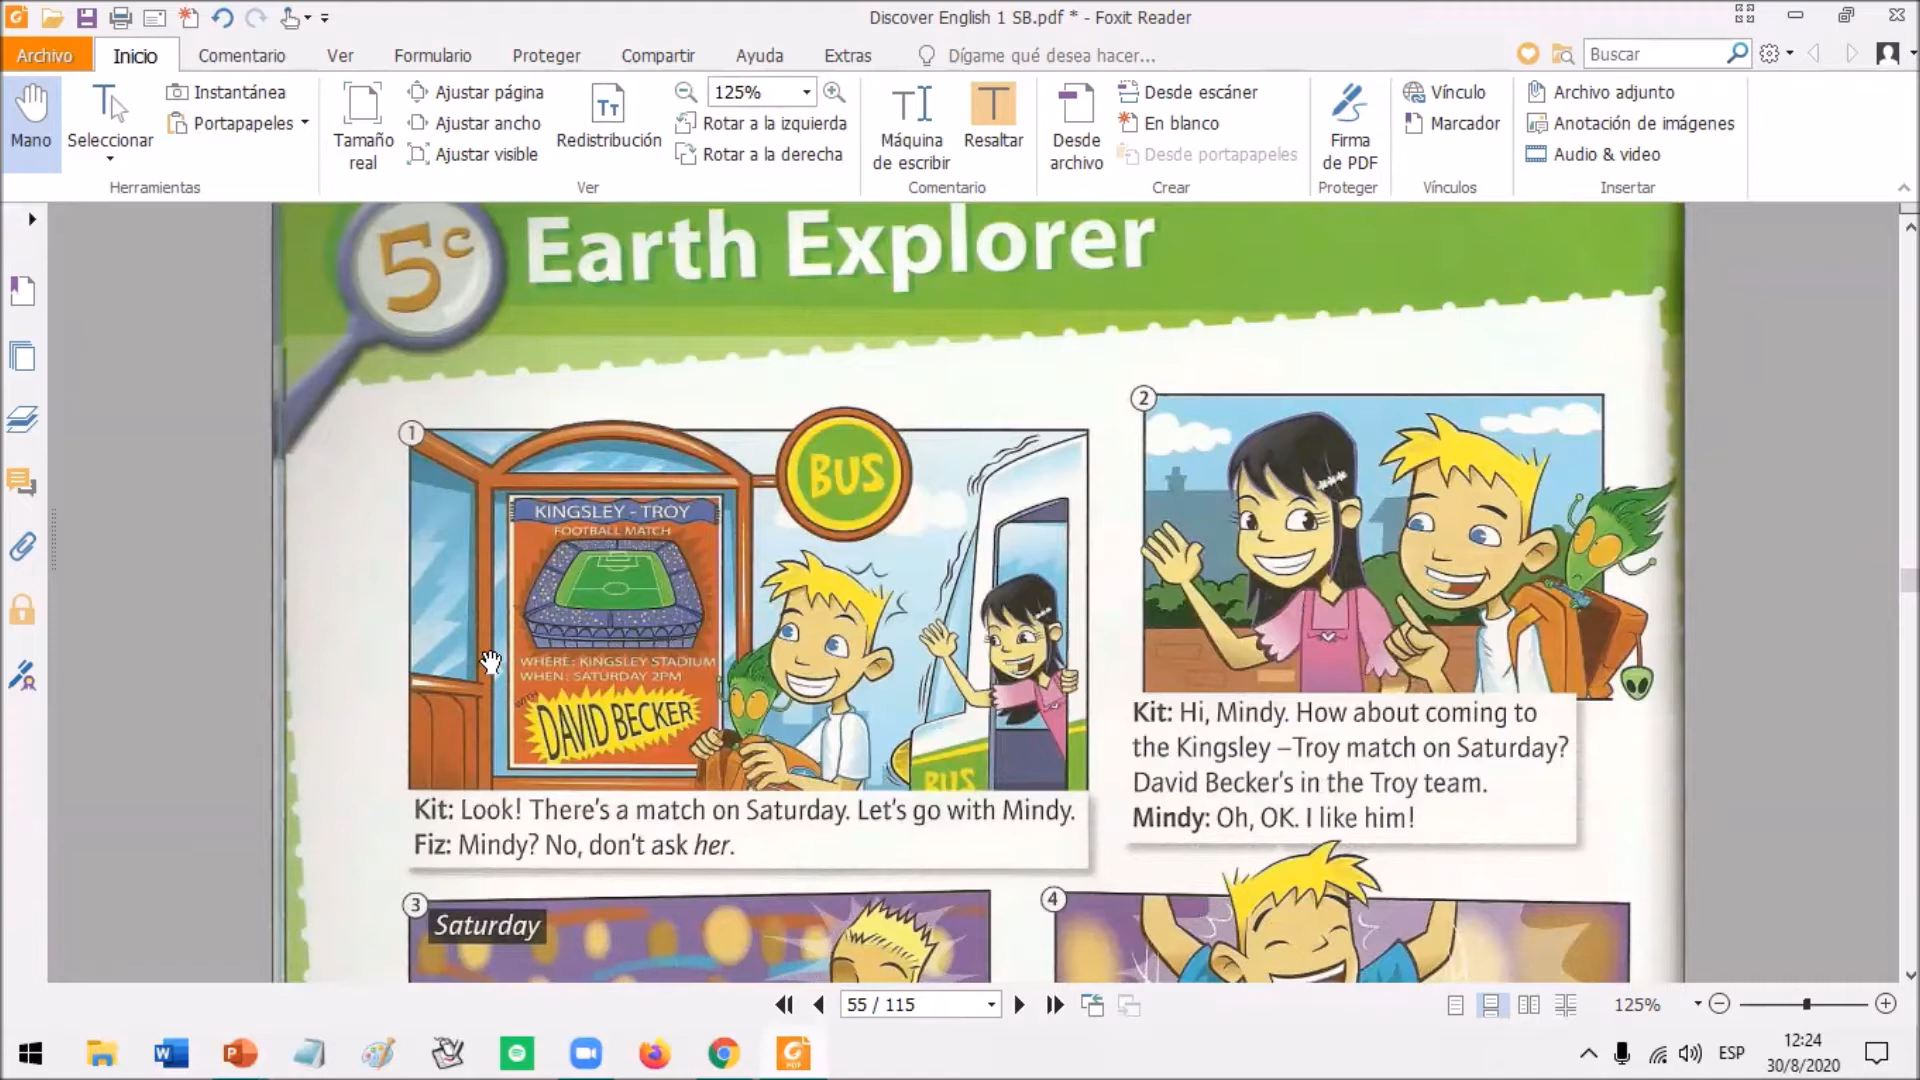 Discover English 1 SB.pdf * - Foxit Reader
Archivo Inicio Comentario Ver Formulario Proteger Compartir Ayuda Extras Dígame qué desea hacer... Buscar
Mano
Seleccionar
Instantánea
Portapapeles
Herramientas
Tamaño
real
Ajustar página
Ajustar ancho
Ajustar visible
Redistribución
125%
Rotar a la izquierda
Rotar a la derecha
Ver
Máquina
de escribir
Resaltar
Comentario
Desde
archivo
Desde escáner
En blanco
Desde portapapeles
Crear
Firma
de PDF
Proteger
Vínculo
Marcador
Vínculos
Archivo adjunto
Anotación de imágenes
Audio & video
Insertar
5c Earth Explorer
1
BUS
KINGSLEY - TROY
FOOTBALL MATCH
WHERE: KINGSLEY STADIUM
WHEN: SATURDAY 2PM
WITH
DAVID BECKER
BUS
Kit: Look! There's a match on Saturday. Let's go with Mindy.
Fiz: Mindy? No, don't ask her.
2
Kit: Hi, Mindy. How about coming to
the Kingsley –Troy match on Saturday?
David Becker's in the Troy team.
Mindy: Oh, OK. I like him!
3
Saturday
4
55 / 115
125%
ESP
12:24
30/8/2020